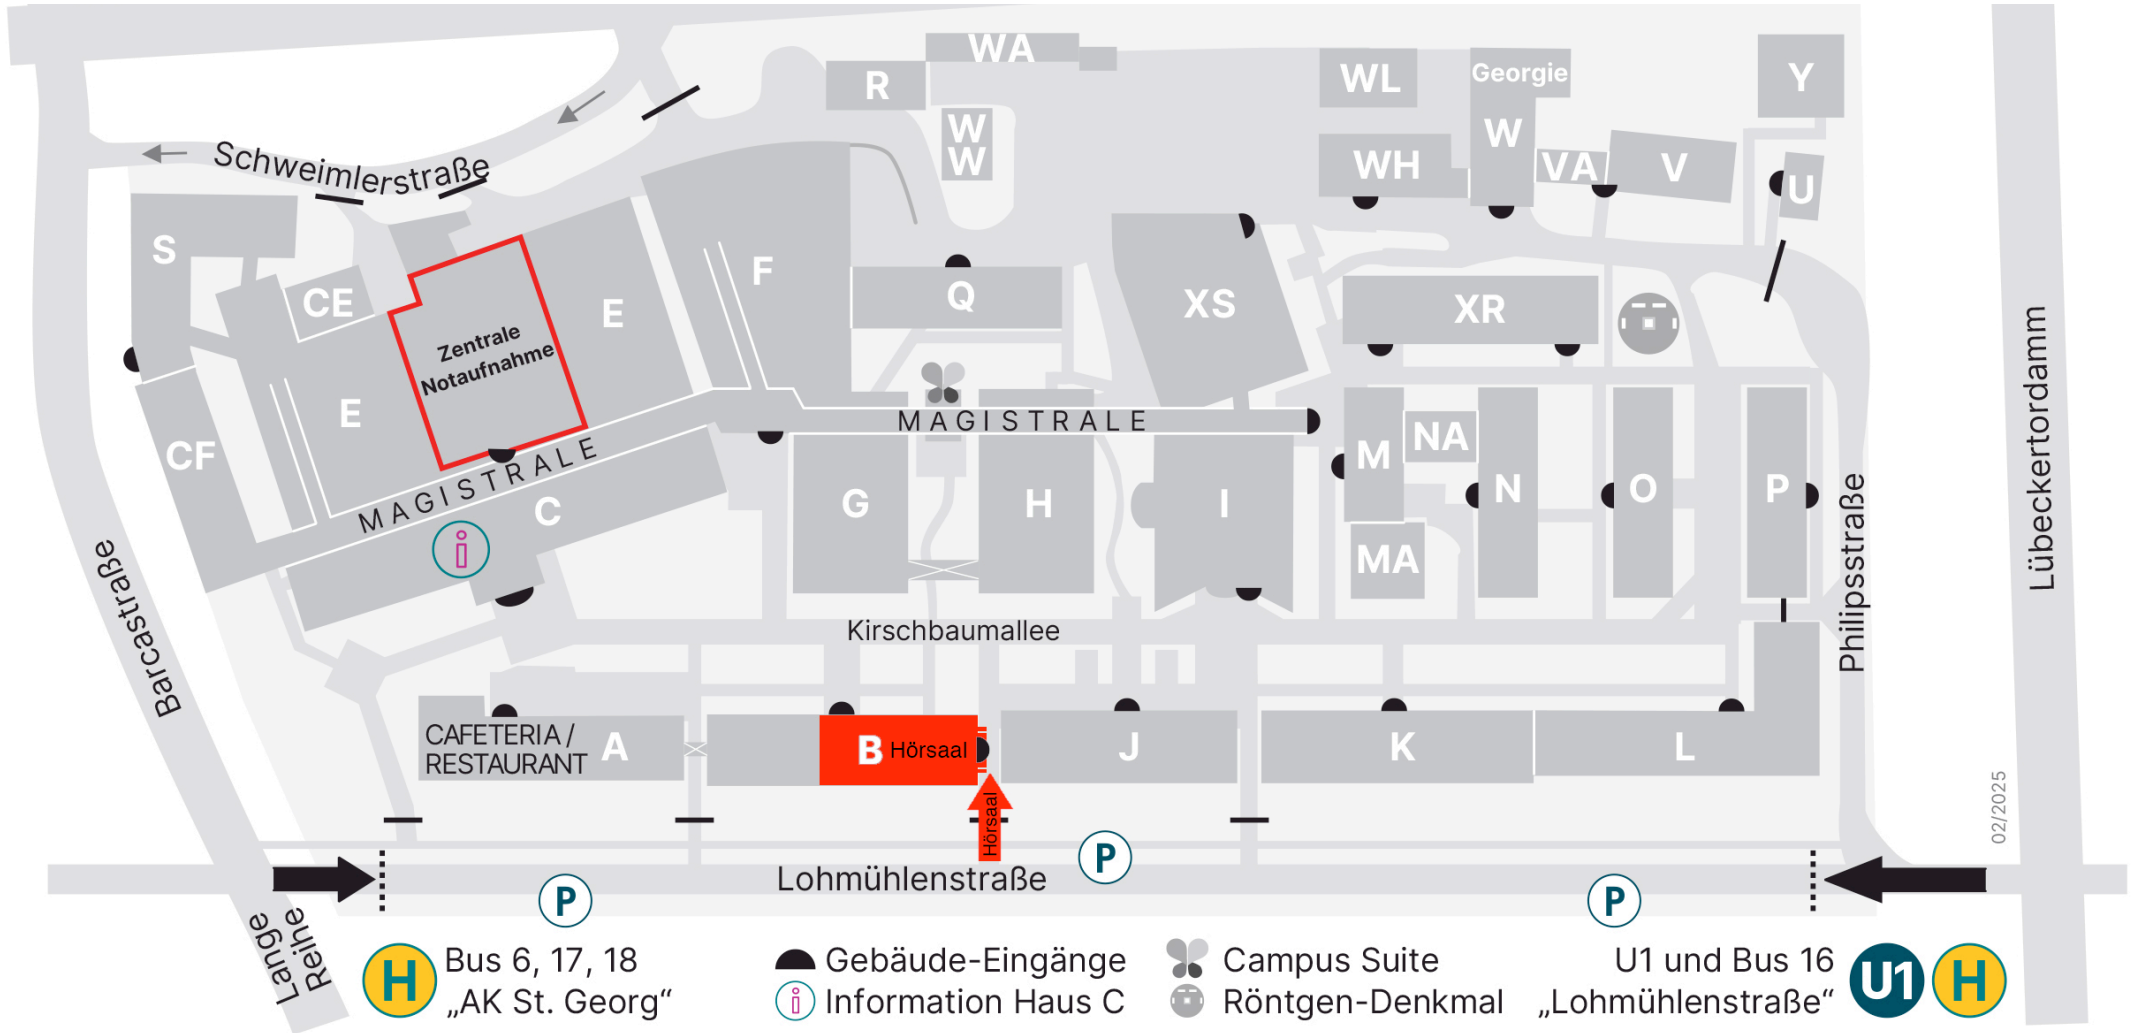 WA
R
WL
Georgie
Y
W
W
W
WH
VA
V
U
Schweimlerstraße
S
CE
E
F
Q
XS
XR
Zentrale
Notaufnahme
E
CF
MAGISTRALE
MAGISTRALE
C
i
G
H
I
M
NA
MA
N
O
P
Barcastraße
Philipsstraße
Lübeckertordamm
Kirschbaumallee
CAFETERIA /
RESTAURANT
A
B Hörsaal
J
K
L
Hörsaal
02/2025
P
Lohmühlenstraße
P
P
Lange
Reihe
H
Bus 6, 17, 18
„AK St. Georg“
Gebäude-Eingänge
i Information Haus C
Campus Suite
Röntgen-Denkmal
U1 und Bus 16
„Lohmühlenstraße“
U1
H